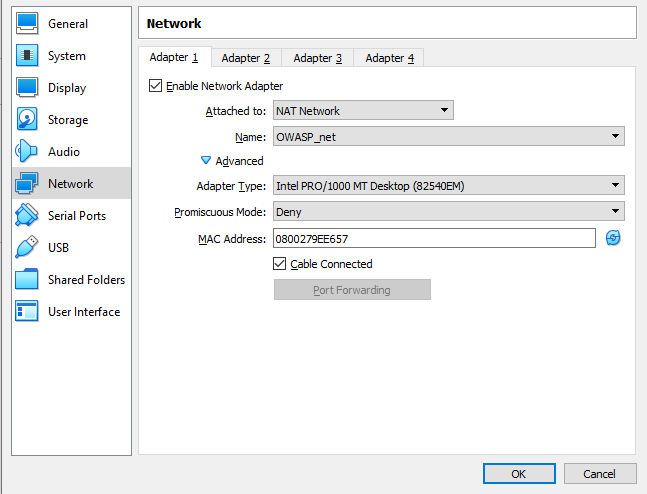 General
System
Display
Storage
Audio
Network
Serial Ports
USB
Shared Folders
User Interface
Network
Adapter 1 Adapter 2 Adapter 3 Adapter 4
Enable Network Adapter
Attached to: NAT Network
Name: OWASP_net
Advanced
Adapter Type: Intel PRO/1000 MT Desktop (82540EM)
Promiscuous Mode: Deny
MAC Address: 0800279EE657
Cable Connected
Port Forwarding
OK Cancel